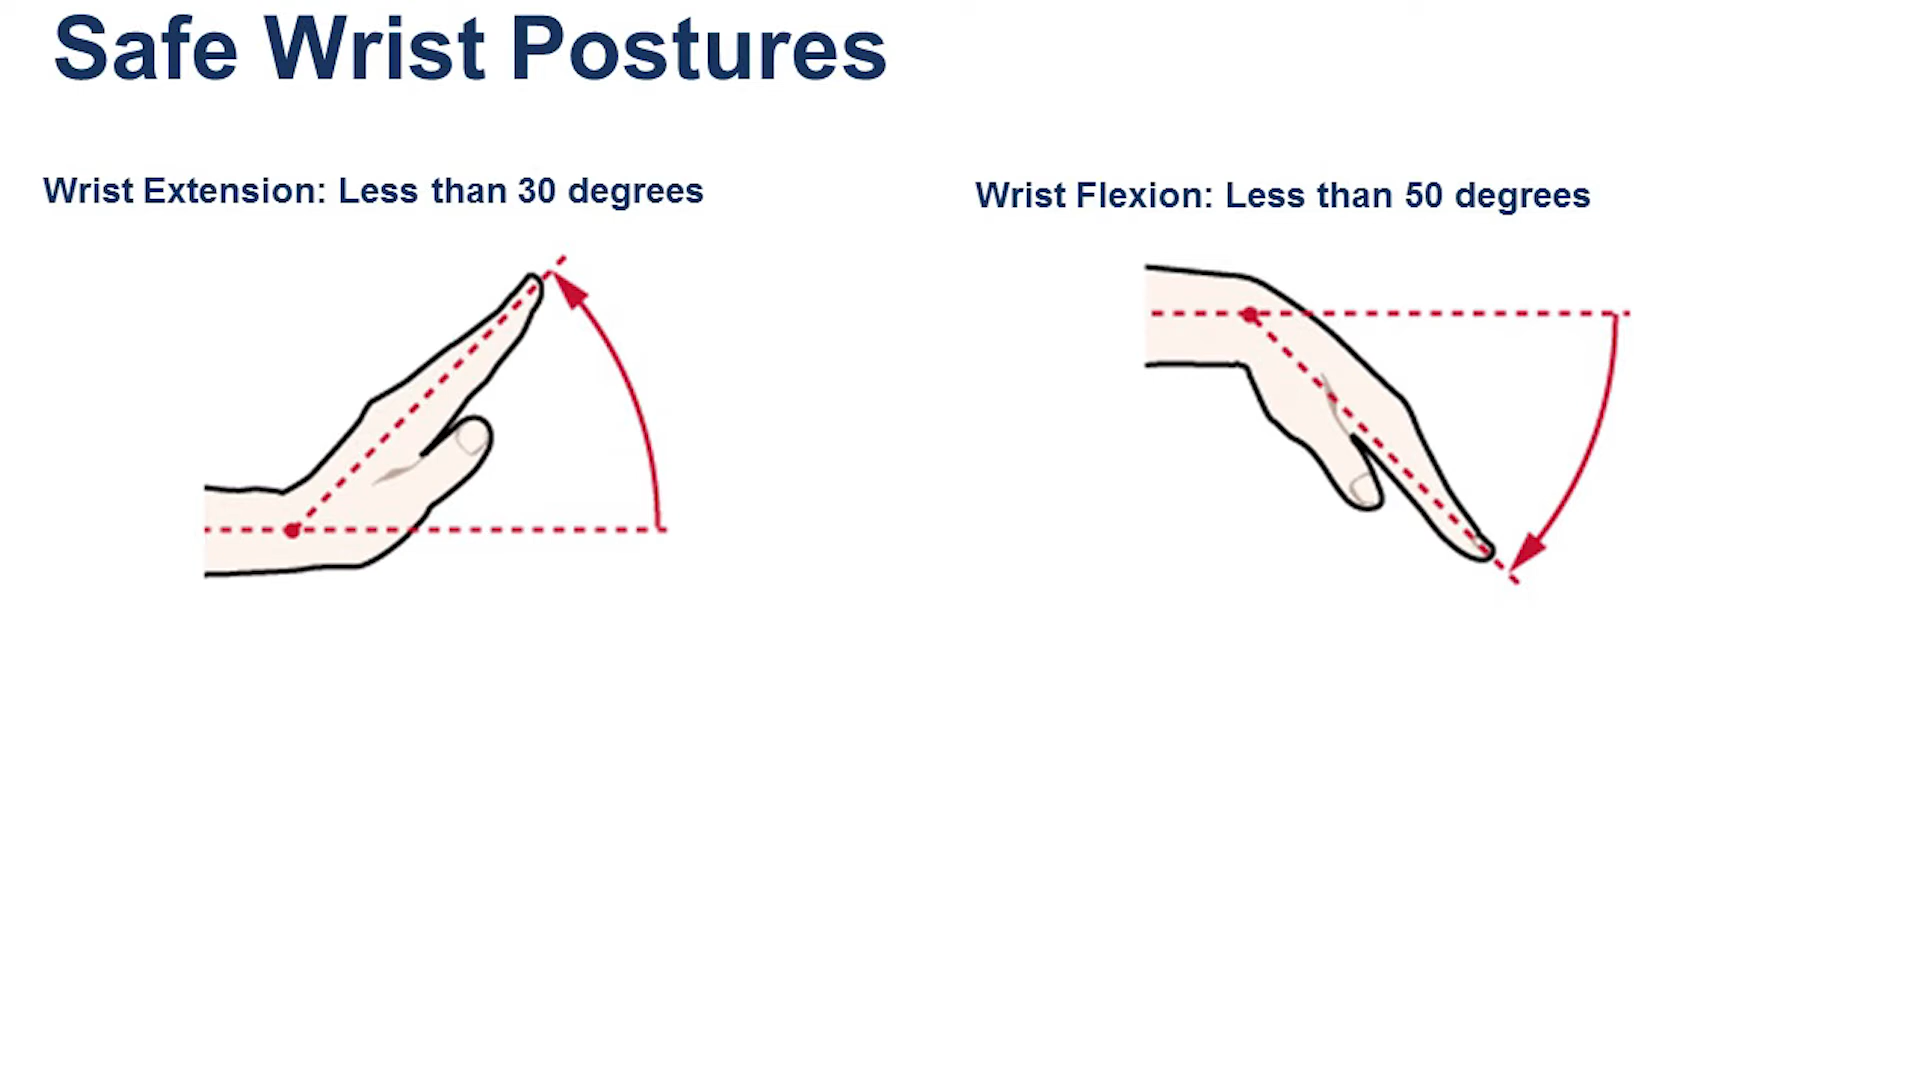 Safe Wrist Postures
Wrist Extension: Less than 30 degrees
Wrist Flexion: Less than 50 degrees